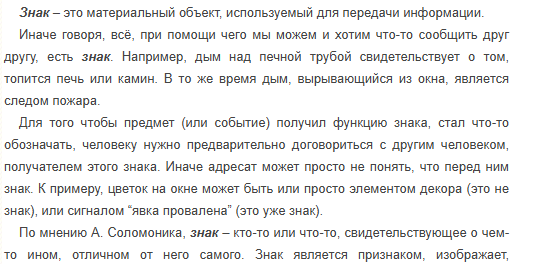 Знак – это материальный объект, используемый для передачи информации.
Иначе говоря, всё, при помощи чего мы можем и хотим что-то сообщить друг
другу, есть знак. Например, дым над печной трубой свидетельствует о том,
топится печь или камин. В то же время дым, вырывающийся из окна, является
следом пожара.
Для того чтобы предмет (или событие) получил функцию знака, стал что-то
обозначать, человеку нужно предварительно договориться с другим человеком,
получателем этого знака. Иначе адресат может просто не понять, что перед ним
знак. К примеру, цветок на окне может быть или просто элементом декора (это не
знак), или сигналом “явка провалена” (это уже знак).
По мнению А. Соломоника, знак – кто-то или что-то, свидетельствующее о чем-
то ином, отличном от него самого. Знак является признаком, изображает,